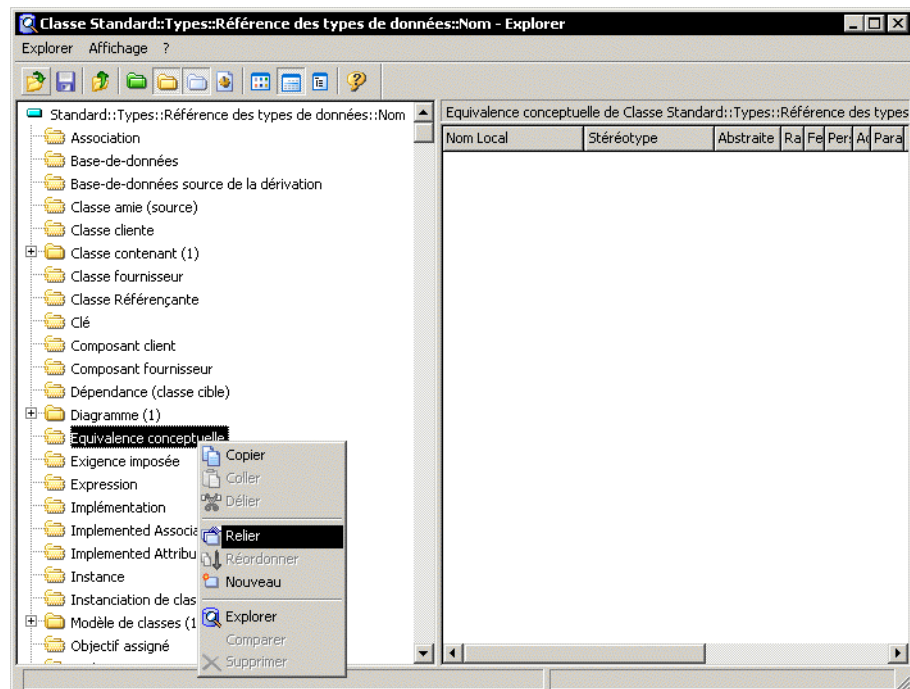 Classe Standard::Types::Référence des types de données::Nom - Explorer
Explorer Affichage ?
Standard::Types::Référence des types de données::Nom
Equivalence conceptuelle de Classe Standard::Types::Référence des types
Nom Local Stéréotype Abstraite Ra Fe Per Ac Para
Association
Base-de-données
Base-de-données source de la dérivation
Classe amie (source)
Classe cliente
Classe contenant (1)
Classe fournisseur
Classe Référençante
Clé
Composant client
Composant fournisseur
Dépendance (classe cible)
Diagramme (1)
Equivalence conceptuelle
Exigence imposée
Expression
Implémentation
Implemented Associa
Implemented Attribu
Instance
Instanciation de clas
Modèle de classes (1
Objectif assigné
Copier
Coller
Délier
Relier
Réordonner
Nouveau
Explorer
Comparer
Supprimer